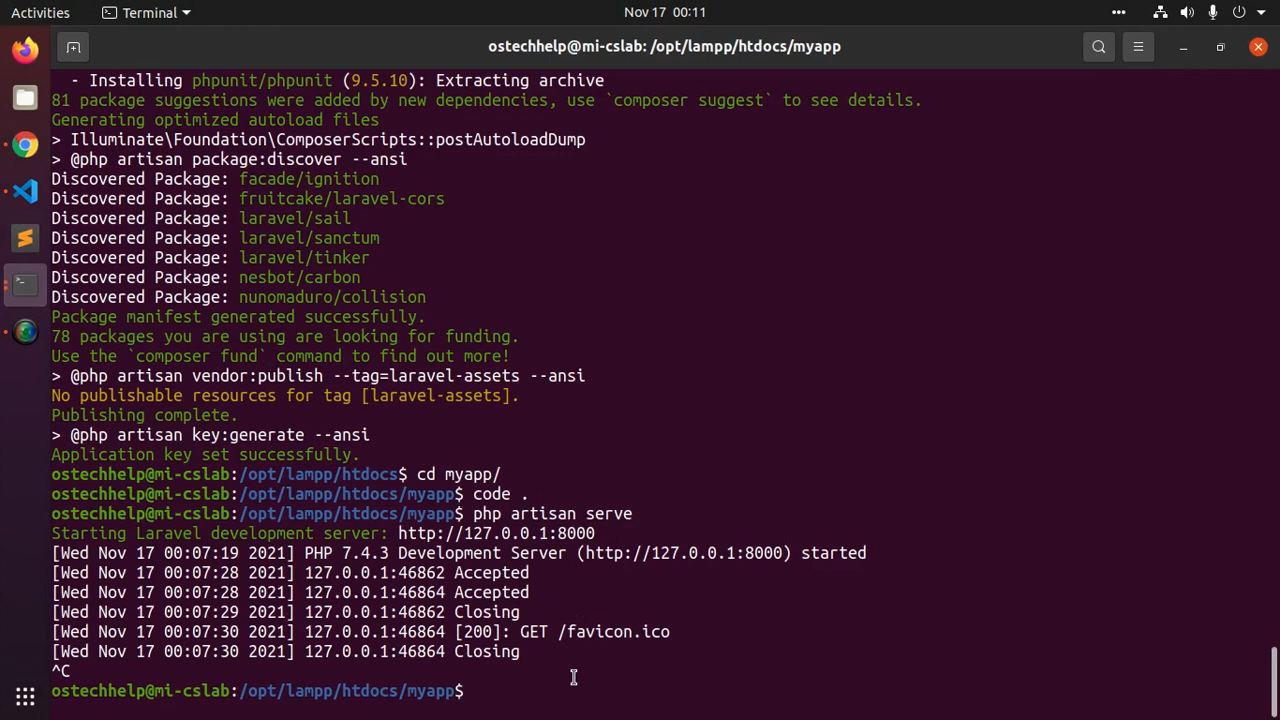 Activities
Terminal
Nov 17 00:11
ostechhelp@mi-cslab: /opt/lampp/htdocs/myapp
- Installing phpunit/phpunit (9.5.10): Extracting archive
81 package suggestions were added by new dependencies, use `composer suggest` to see details.
Generating optimized autoload files
> Illuminate\Foundation\ComposerScripts::postAutoloadDump
> @php artisan package:discover --ansi
Discovered Package: facade/ignition
Discovered Package: fruitcake/laravel-cors
Discovered Package: laravel/sail
Discovered Package: laravel/sanctum
Discovered Package: laravel/tinker
Discovered Package: nesbot/carbon
Discovered Package: nunomaduro/collision
Package manifest generated successfully.
78 packages you are using are looking for funding.
Use the `composer fund` command to find out more!
> @php artisan vendor:publish --tag=laravel-assets --ansi
No publishable resources for tag [laravel-assets].
Publishing complete.
> @php artisan key:generate --ansi
Application key set successfully.
ostechhelp@mi-cslab:/opt/lampp/htdocs$ cd myapp/
ostechhelp@mi-cslab:/opt/lampp/htdocs/myapp$ code .
ostechhelp@mi-cslab:/opt/lampp/htdocs/myapp$ php artisan serve
Starting Laravel development server: http://127.0.0.1:8000
[Wed Nov 17 00:07:19 2021] PHP 7.4.3 Development Server (http://127.0.0.1:8000) started
[Wed Nov 17 00:07:28 2021] 127.0.0.1:46862 Accepted
[Wed Nov 17 00:07:28 2021] 127.0.0.1:46864 Accepted
[Wed Nov 17 00:07:29 2021] 127.0.0.1:46862 Closing
[Wed Nov 17 00:07:30 2021] 127.0.0.1:46864 [200]: GET /favicon.ico
[Wed Nov 17 00:07:30 2021] 127.0.0.1:46864 Closing
^C
ostechhelp@mi-cslab:/opt/lampp/htdocs/myapp$